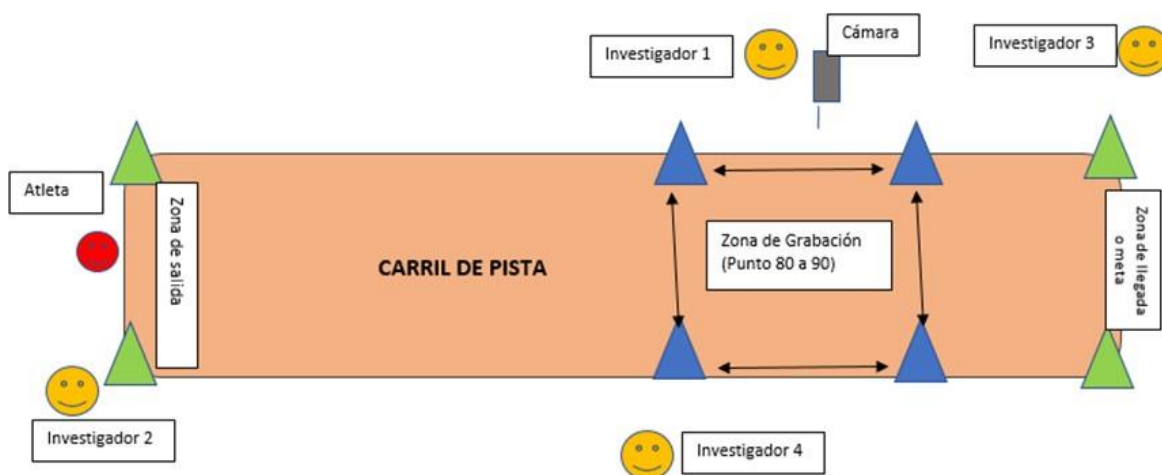 Investigador 1
Cámara
Investigador 3
Atleta
Zona de salida
CARRIL DE PISTA
Zona de Grabación
(Punto 80 a 90)
Zona de llegada
o meta
Investigador 2
Investigador 4